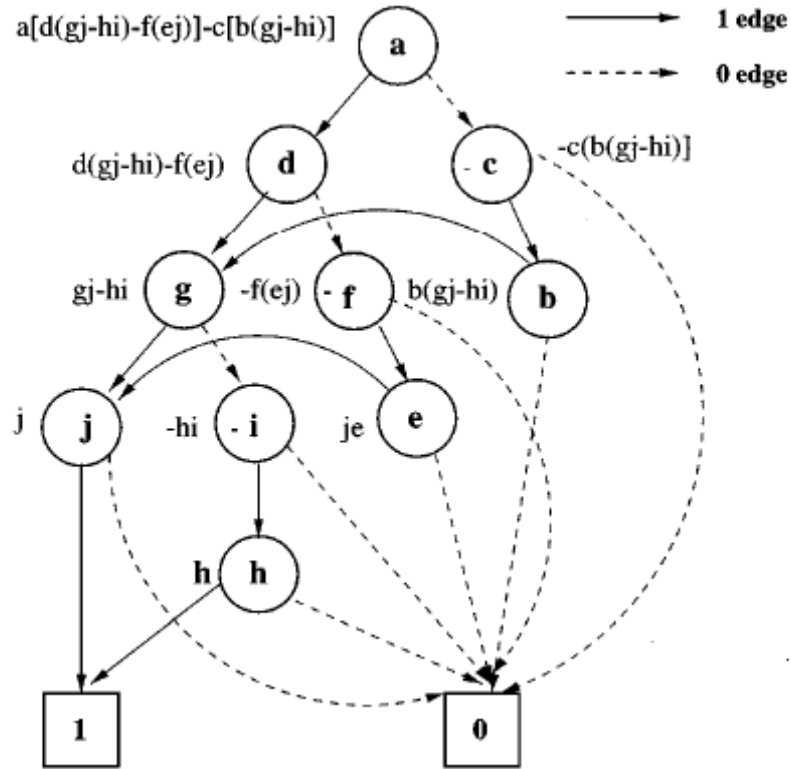 a[d(gj-hi)-f(ej)]-c[b(gj-hi)]
a
1 edge
0 edge
d(gj-hi)-f(ej)
d
- c
-c(b(gj-hi)]
gj-hi
g
-f(ej)
- f
b(gj-hi)
b
j
j
-hi
- i
je
e
h
h
1
0